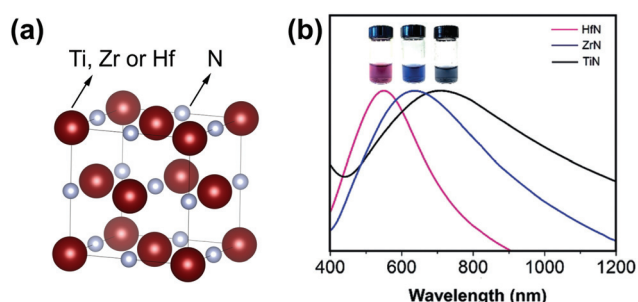 (a)
Ti, Zr or Hf
N
(b)
HfN
ZrN
TiN
400 600 800 1000 1200
Wavelength (nm)